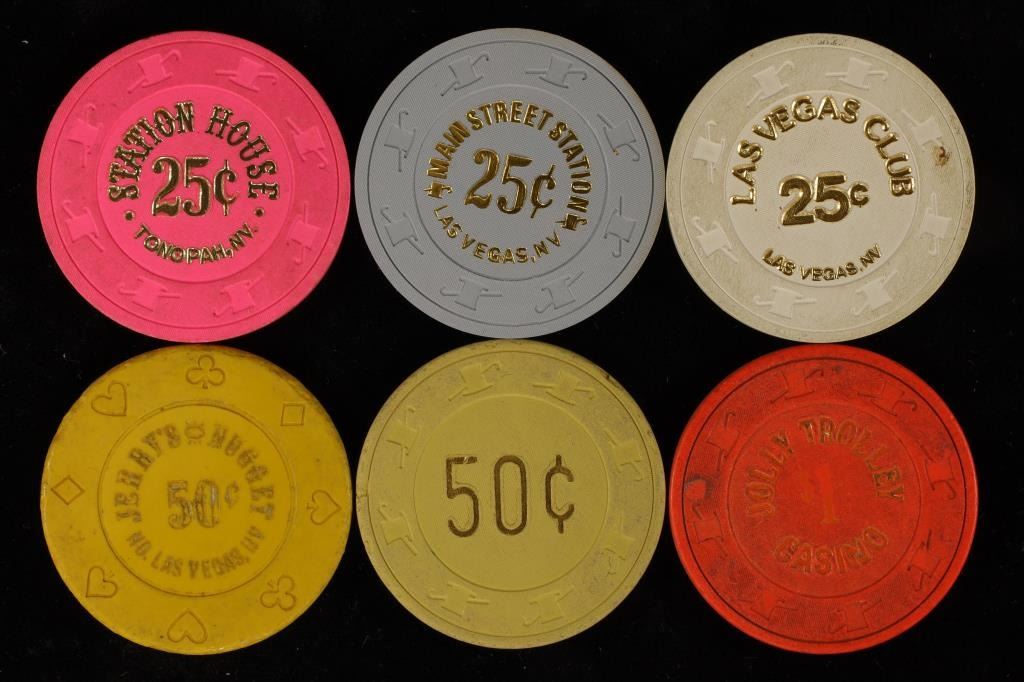 STATION HOUSE
25¢
· TONOPAH, NV. ·
MAIN STREET STATION
25¢
LAS VEGAS, NV
LAS VEGAS CLUB
25¢
LAS VEGAS, NV
JERRY'S NUGGET
50¢
NO. LAS VEGAS, NV
50¢
JOLLY TROLLEY
1
CASINO